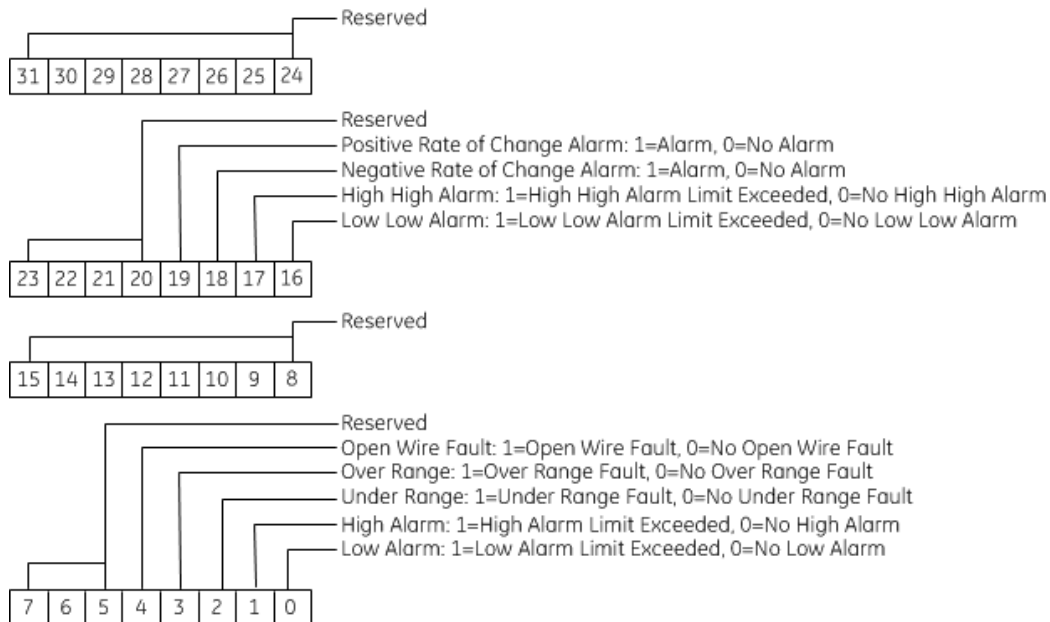 Reserved
31 30 29 28 27 26 25 24
Reserved
Positive Rate of Change Alarm: 1=Alarm, 0=No Alarm
Negative Rate of Change Alarm: 1=Alarm, 0=No Alarm
High High Alarm: 1=High High Alarm Limit Exceeded, 0=No High High Alarm
Low Low Alarm: 1=Low Low Alarm Limit Exceeded, 0=No Low Low Alarm
23 22 21 20 19 18 17 16
Reserved
15 14 13 12 11 10 9 8
Reserved
Open Wire Fault: 1=Open Wire Fault, 0=No Open Wire Fault
Over Range: 1=Over Range Fault, 0=No Over Range Fault
Under Range: 1=Under Range Fault, 0=No Under Range Fault
High Alarm: 1=High Alarm Limit Exceeded, 0=No High Alarm
Low Alarm: 1=Low Alarm Limit Exceeded, 0=No Low Alarm
7 6 5 4 3 2 1 0